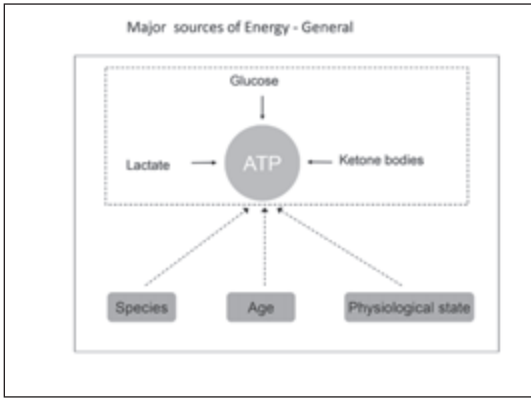 Major sources of Energy - General
Glucose
ATP
Lactate
Ketone bodies
Species
Age
Physiological state